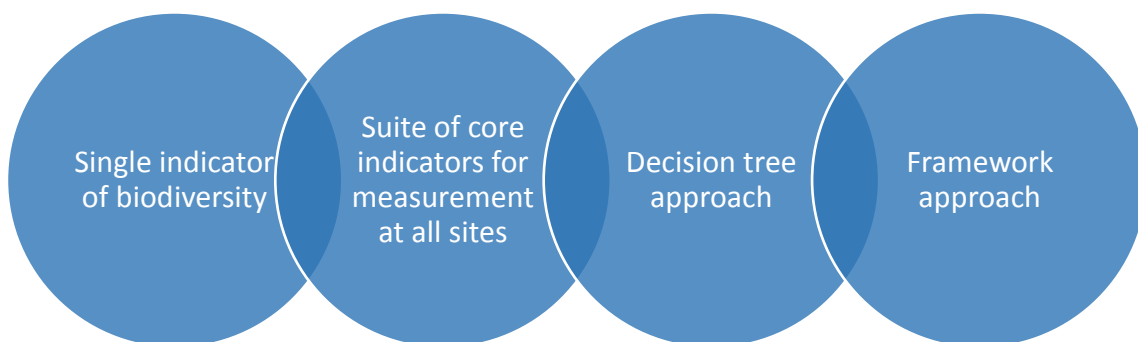 Single indicator
of biodiversity
Suite of core
indicators for
measurement
at all sites
Decision tree
approach
Framework
approach